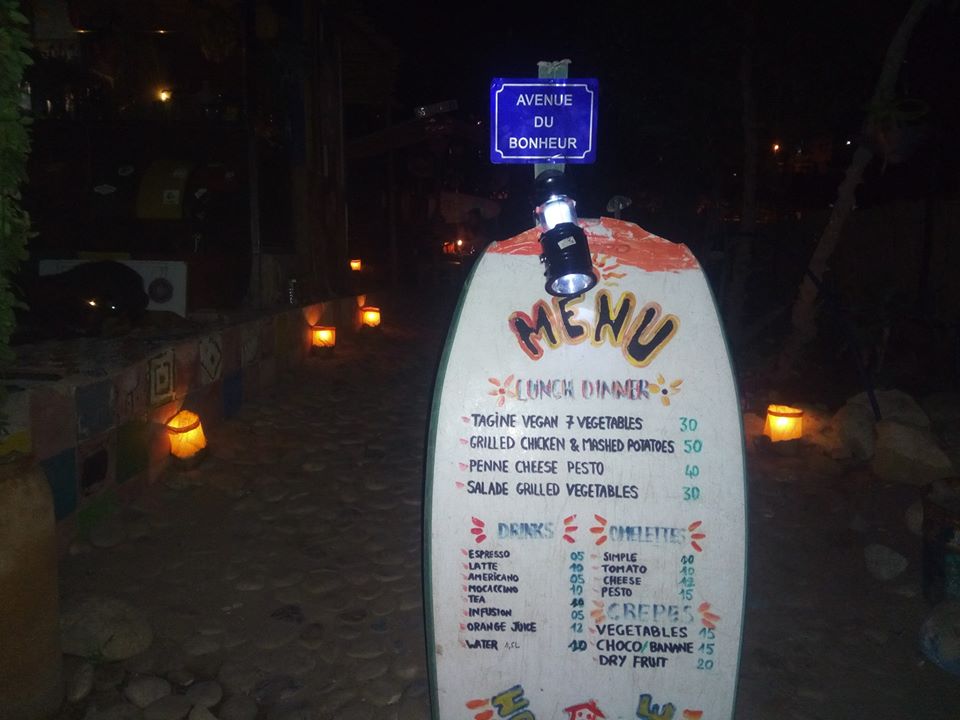 AVENUE
DU
BONHEUR
MENU
LUNCH DINNER
TAGINE VEGAN 7 VEGETABLES 30
GRILLED CHICKEN & MASHED POTATOES 50
PENNE CHEESE PESTO 40
SALADE GRILLED VEGETABLES 30
DRINKS
ESPRESSO 05
LATTE 10
AMERICANO 05
MOCACCINO 10
TEA 10
INFUSION 05
ORANGE JUICE 12
WATER 1,5L 10
OMELETTES
SIMPLE 10
TOMATO 10
CHEESE 12
PESTO 15
CREPES
VEGETABLES 15
CHOCO/BANANE 15
DRY FRUIT 20